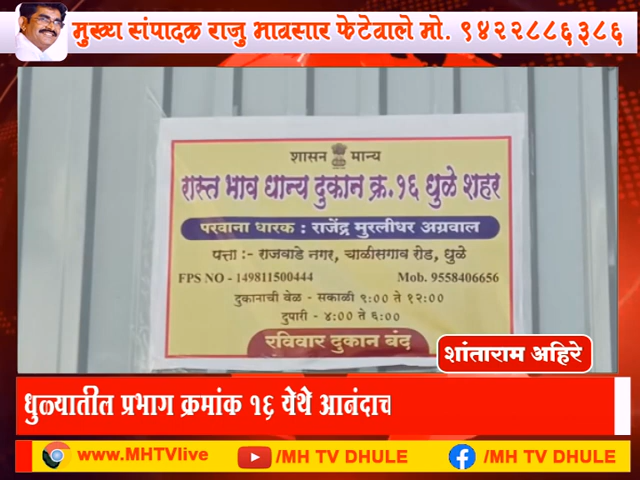 मुख्य संपादक राजु भावसार फेटेवाले मो. ९४२२८८६३८६
शासन मान्य
रास्त भाव धान्य दुकान क्र.१६ धुळे शहर
परवाना धारक : राजेंद्र मुरलीधर अग्रवाल
पत्ता :- राजवाडे नगर, चाळीसगाव रोड, धुळे
FPS NO - 149811500444 Mob. 9558406656
दुकानाची वेळ - सकाळी ९:०० ते १२:००
दुपारी - ४:०० ते ६:००
रविवार दुकान बंद
शांताराम अहिरे
धुळ्यातील प्रभाग क्रमांक १६ येथे आनंदाच
www.MHTVlive /MH TV DHULE /MH TV DHULE